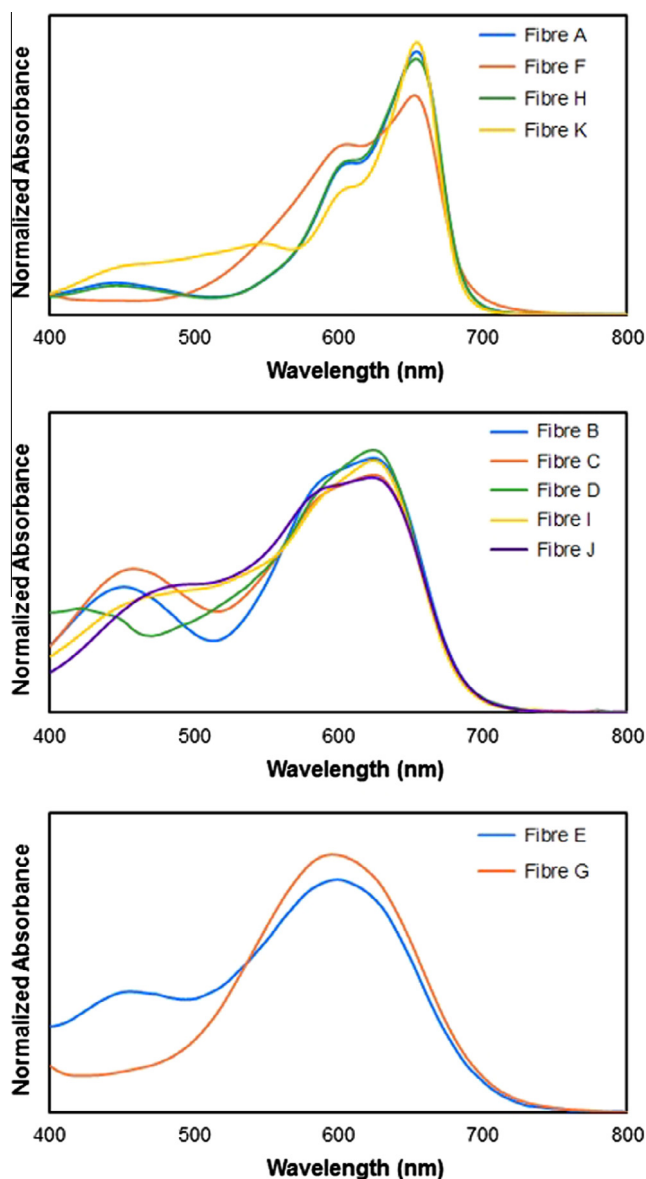 Normalized Absorbance
Fibre A
Fibre F
Fibre H
Fibre K
400 500 600 700 800
Wavelength (nm)
Normalized Absorbance
Fibre B
Fibre C
Fibre D
Fibre I
Fibre J
400 500 600 700 800
Wavelength (nm)
Normalized Absorbance
Fibre E
Fibre G
400 500 600 700 800
Wavelength (nm)